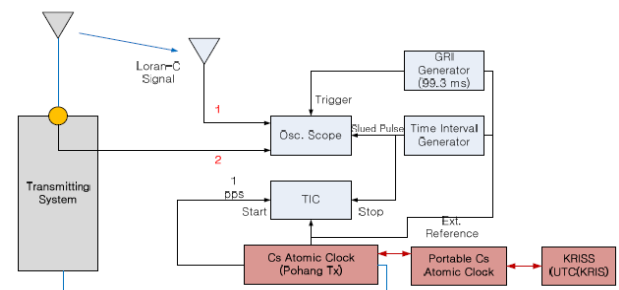 GRI
Generator
(99.3 ms)
Loran-C
Signal
Trigger
1
Osc. Scope
Slued Pulse
Time Interval
Generator
2
Transmitting
System
1
pps
TIC
Start
Stop
Ext.
Reference
Cs Atomic Clock
(Pohang Tx)
Portable Cs
Atomic Clock
KRISS
(UTC(KRIS)